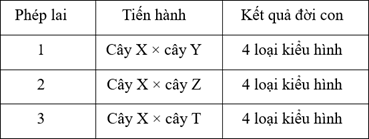 Phép lai Tiến hành Kết quả đời con
1 Cây X × cây Y 4 loại kiểu hình
2 Cây X × cây Z 4 loại kiểu hình
3 Cây X × cây T 4 loại kiểu hình